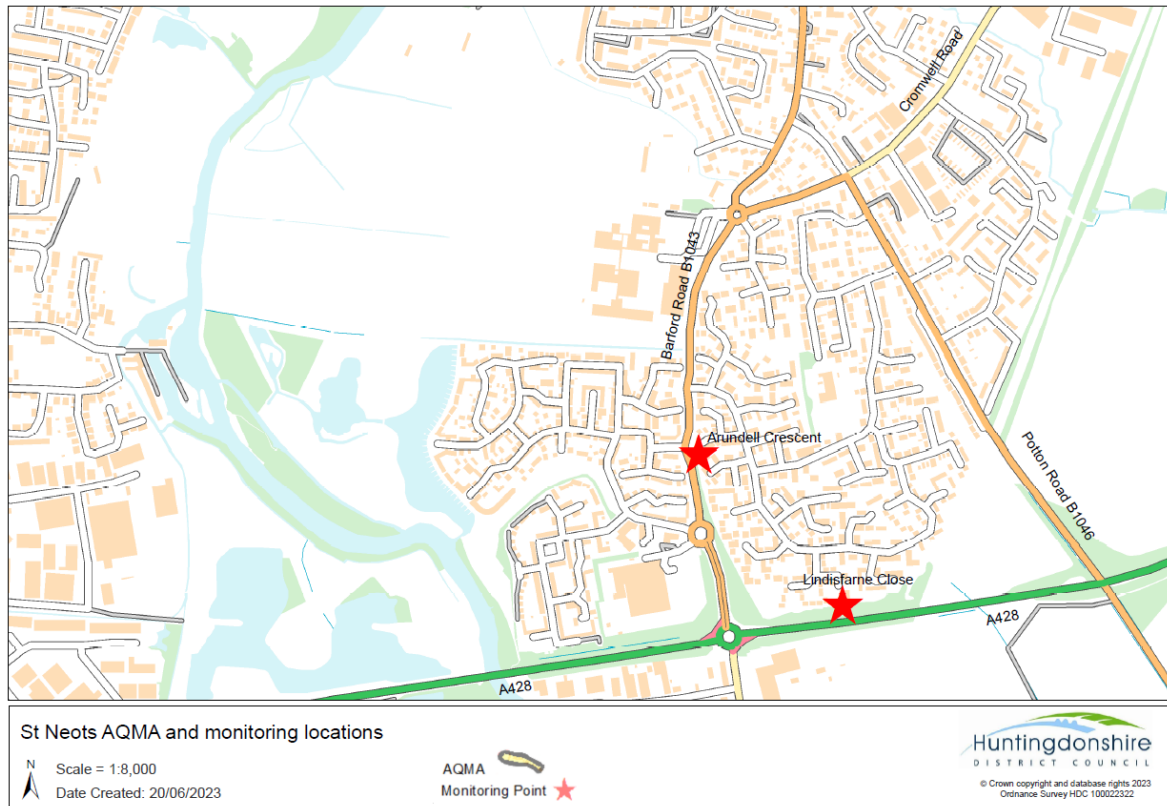 Cromwell Road
Barford Road B1043
Arundell Crescent
Potton Road B1046
Lindisfarne Close
A428
A428
St Neots AQMA and monitoring locations
N
Scale = 1:8,000
Date Created: 20/06/2023
AQMA
Monitoring Point
Huntingdonshire
DISTRICT COUNCIL
© Crown copyright and database rights 2023
Ordnance Survey HDC 100022322